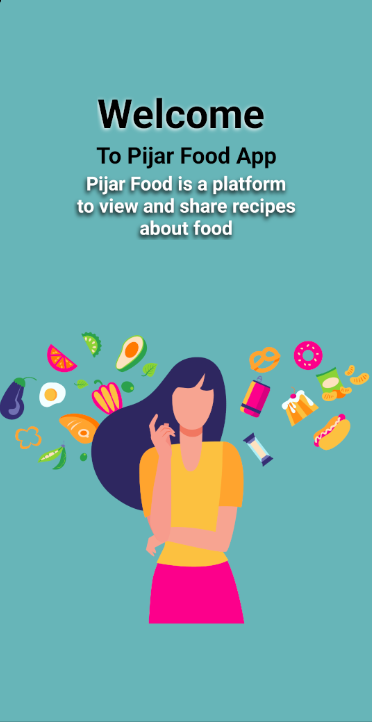 Welcome
To Pijar Food App
Pijar Food is a platform
to view and share recipes
about food